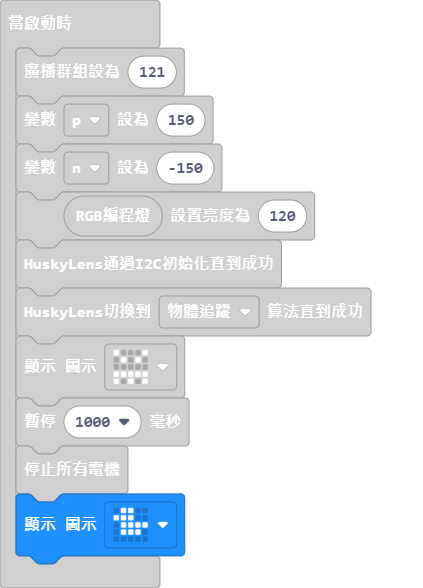 當啟動時
廣播群組設為 121
變數 p 設為 150
變數 n 設為 -150
RGB編程燈 設置亮度為 120
HuskyLens通過I2C初始化直到成功
HuskyLens切換到 物體追蹤 算法直到成功
顯示 圖示
暫停 1000 毫秒
停止所有電機
顯示 圖示